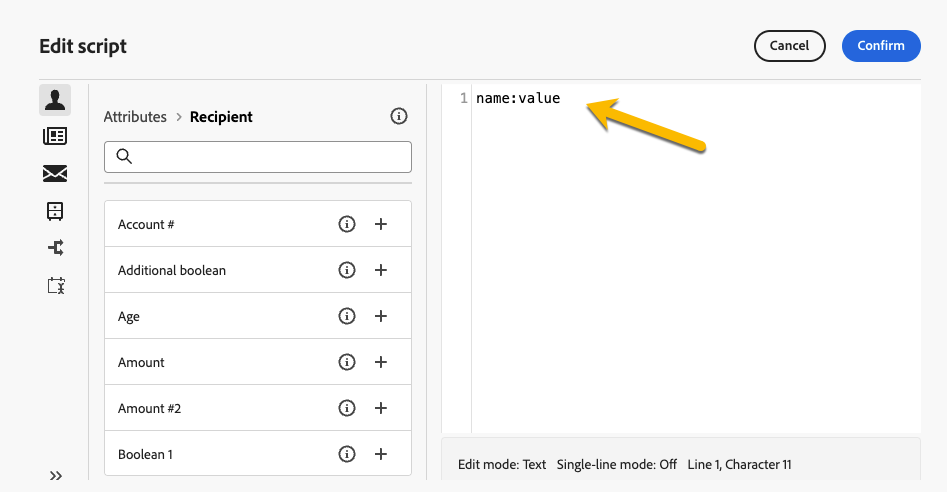 Edit script
Cancel
Confirm
Attributes > Recipient
Account #
Additional boolean
Age
Amount
Amount #2
Boolean 1
1 name:value
Edit mode: Text Single-line mode: Off Line 1, Character 11